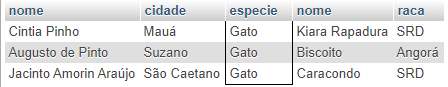 nome cidade especie nome raca
Cintia Pinho Mauá Gato Kiara Rapadura SRD
Augusto de Pinto Suzano Gato Biscoito Angorá
Jacinto Amorin Araújo São Caetano Gato Caracondo SRD